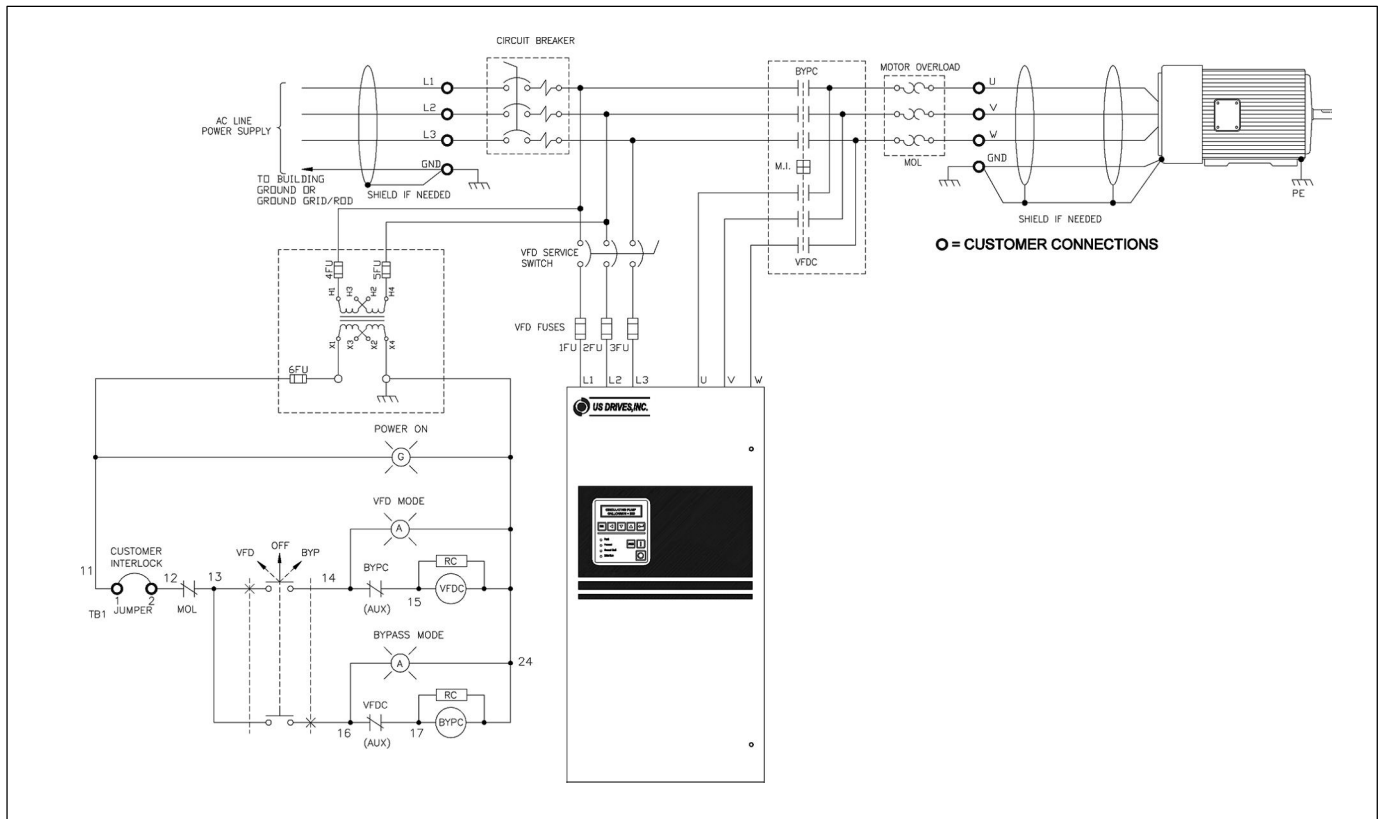 CIRCUIT BREAKER
BYPC
MOTOR OVERLOAD
L1
U
L2
V
AC LINE
POWER SUPPLY
L3
W
MOL
GND
GND
M.I.
TO BUILDING
GROUND OR
GROUND GRID/ROD
SHIELD IF NEEDED
PE
SHIELD IF NEEDED
O = CUSTOMER CONNECTIONS
VFD SERVICE
SWITCH
VFDC
4FU
5FU
H1
H3
H2
H4
X1
X3
X2
X4
VFD FUSES
1FU
2FU
3FU
6FU
L1
L2
L3
U
V
W
US DRIVES,INC.
POWER ON
G
VFD MODE
A
CUSTOMER
INTERLOCK
VFD
OFF
BYP
11
12
13
14
BYPC
RC
VFDC
1
2
TB1
JUMPER
MOL
(AUX)
15
BYPASS MODE
A
24
VFDC
RC
BYPC
16
17
(AUX)